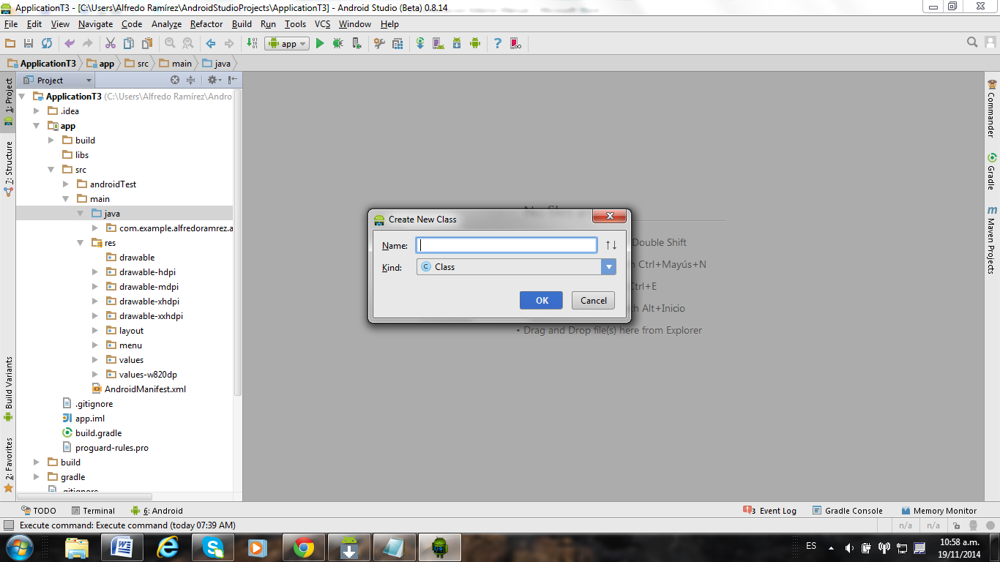 ApplicationT3 - [C:\Users\Alfredo Ramírez\AndroidStudioProjects\ApplicationT3] - Android Studio (Beta) 0.8.14
File Edit View Navigate Code Analyze Refactor Build Run Tools VCS Window Help
app
ApplicationT3 app src main java
1: Project
7: Structure
Build Variants
2: Favorites
Project
ApplicationT3 (C:\Users\Alfredo Ramírez\Andro
.idea
app
build
libs
src
androidTest
main
java
com.example.alfredoramrez.a
res
drawable
drawable-hdpi
drawable-mdpi
drawable-xhdpi
drawable-xxhdpi
layout
menu
values
values-w820dp
AndroidManifest.xml
.gitignore
app.iml
build.gradle
proguard-rules.pro
build
gradle
.gitignore
Create New Class
Name:
Kind: Class
OK Cancel
Double Shift
Ctrl+Mayús+N
Ctrl+E
Alt+Inicio
• Drag and Drop file(s) here from Explorer
Commander
Gradle
Maven Projects
TODO Terminal 6: Android Event Log Gradle Console Memory Monitor
Execute command: Execute command (today 07:39 AM) n/a n/a
ES 10:58 a.m.
19/11/2014